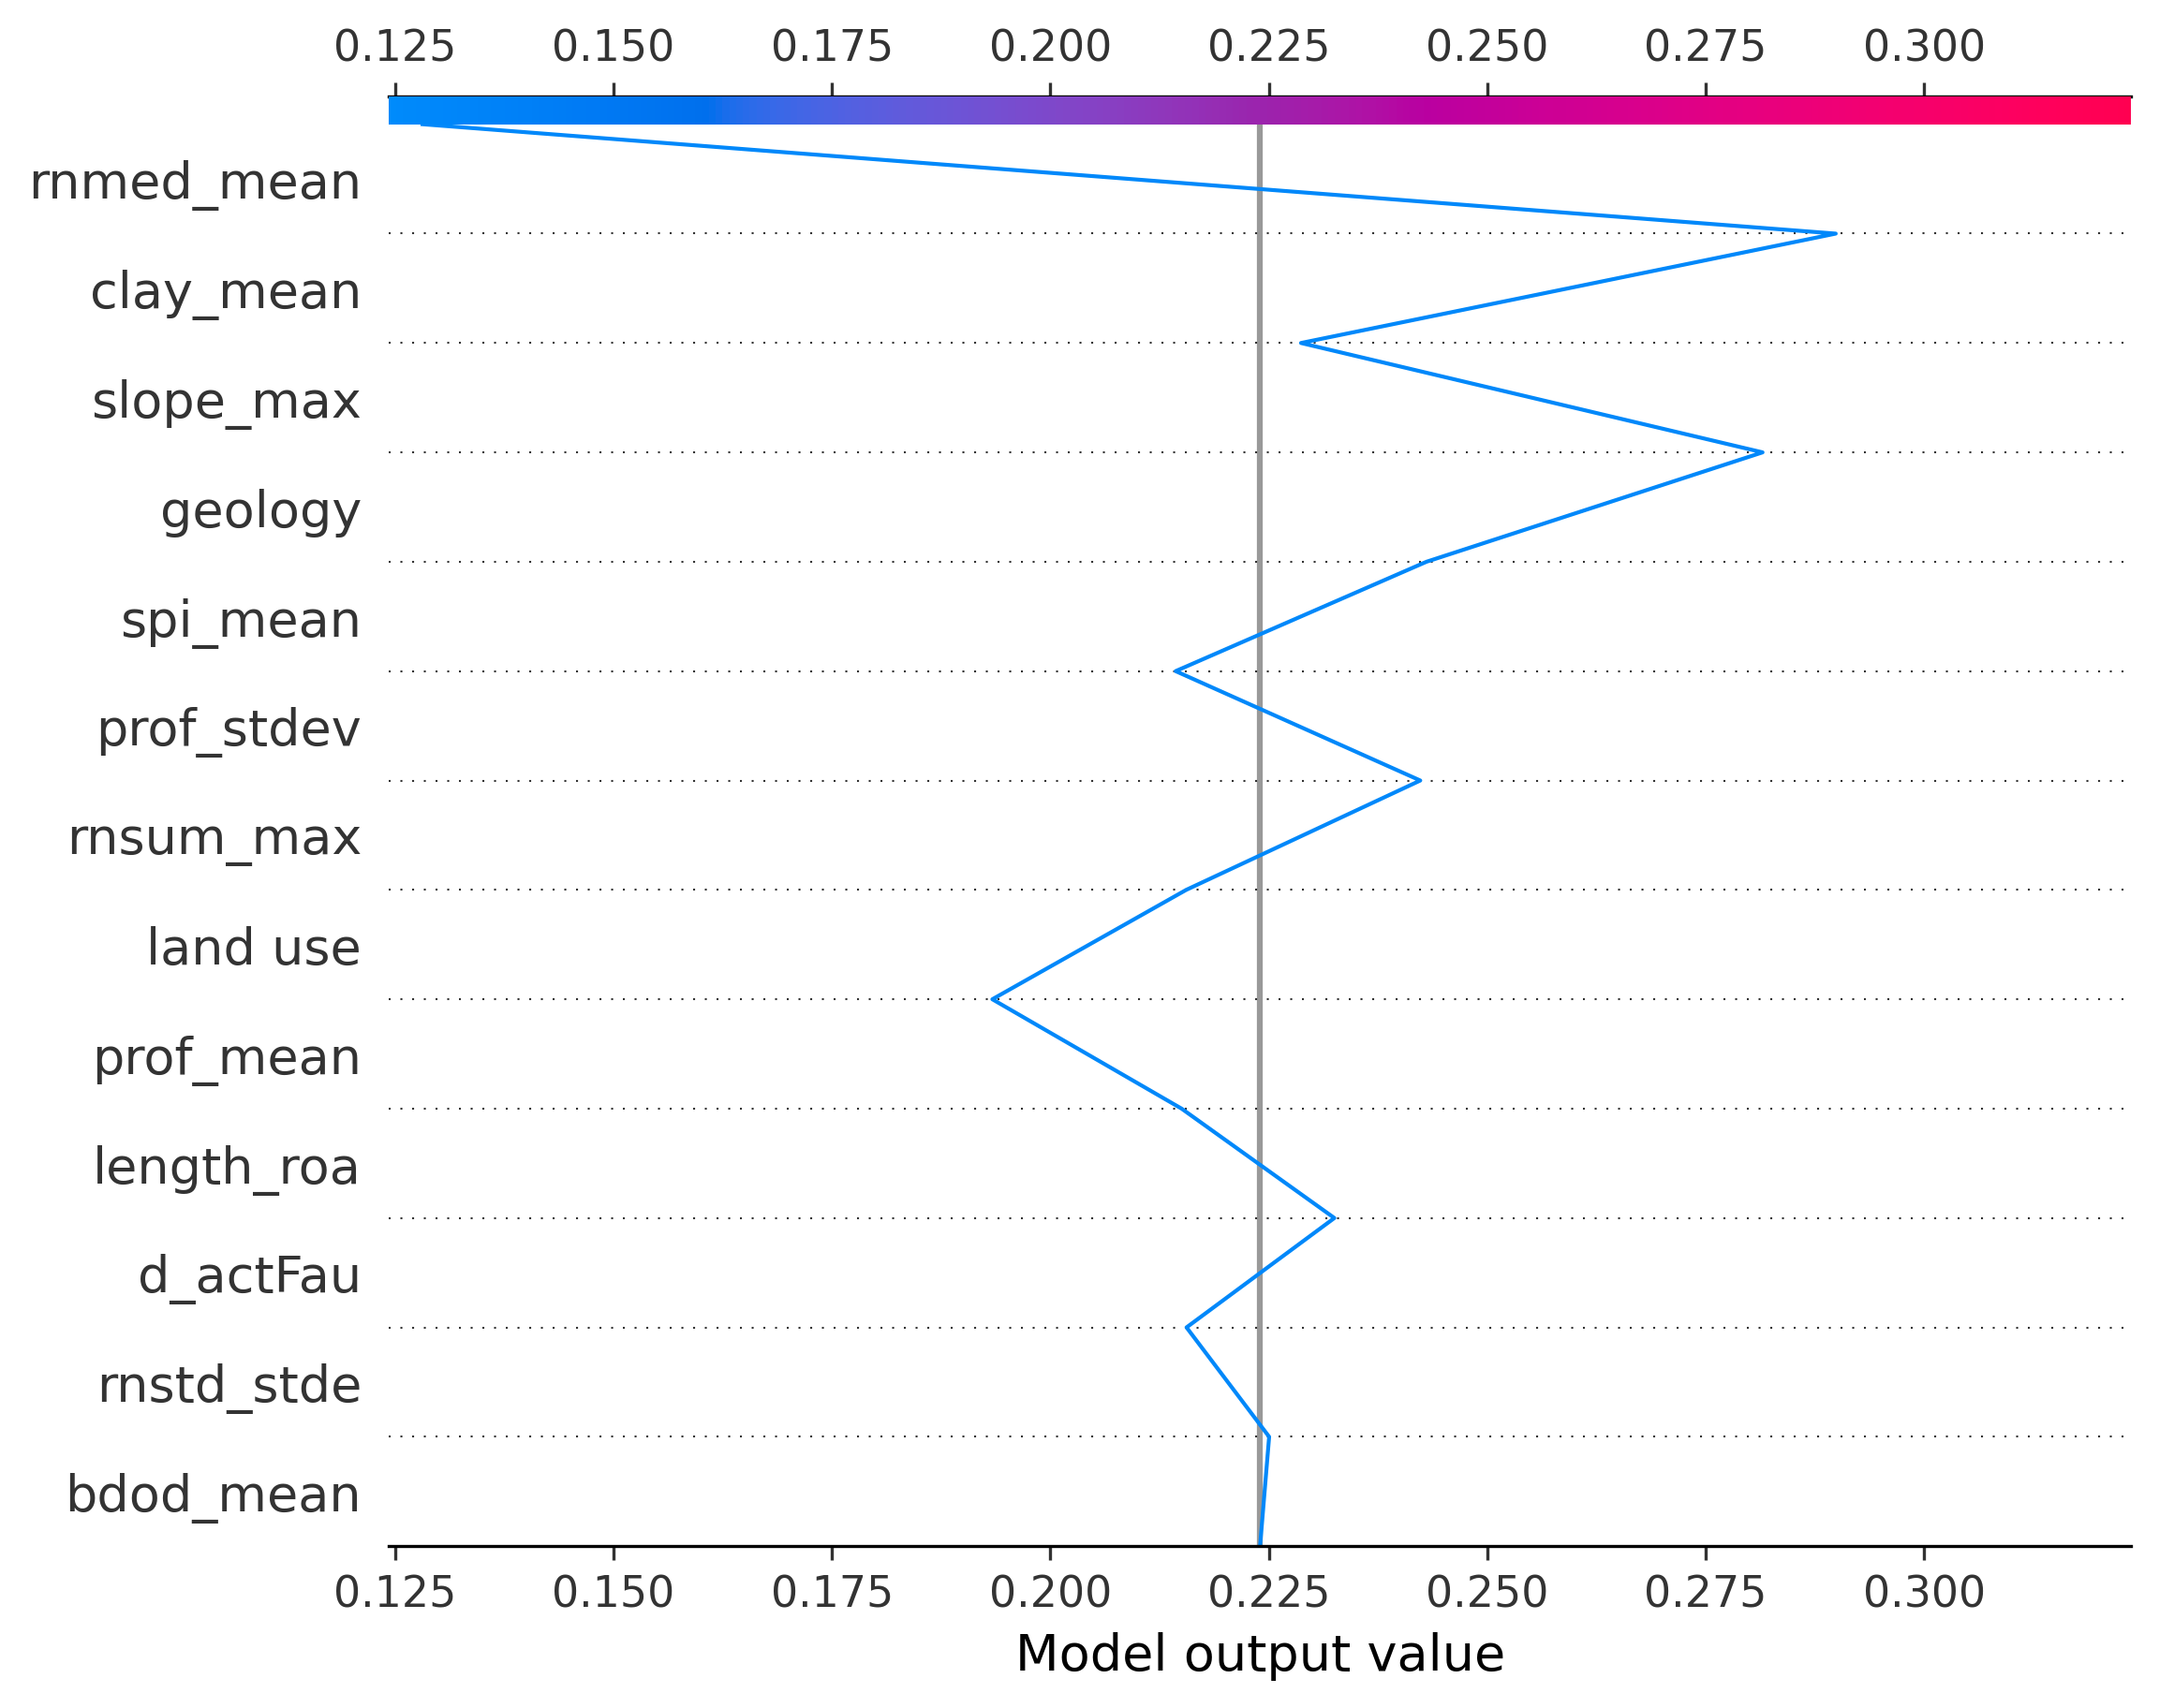 0.125 0.150 0.175 0.200 0.225 0.250 0.275 0.300
rnmed_mean
clay_mean
slope_max
geology
spi_mean
prof_stdev
rnsum_max
land use
prof_mean
length_roa
d_actFau
rnstd_stde
bdod_mean
0.125 0.150 0.175 0.200 0.225 0.250 0.275 0.300
Model output value